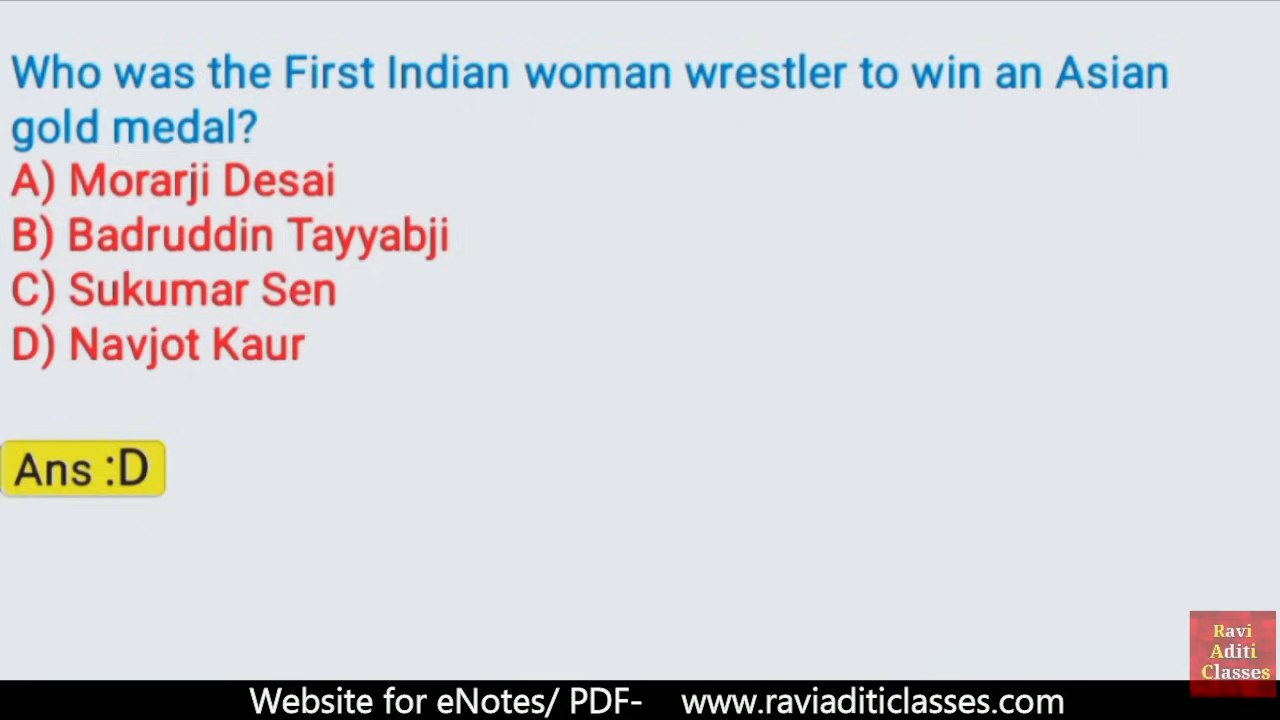 Who was the First Indian woman wrestler to win an Asian
gold medal?
A) Morarji Desai
B) Badruddin Tayyabji
C) Sukumar Sen
D) Navjot Kaur
Ans :D
Ravi
Aditi
Classes
Website for eNotes/ PDF- www.raviaditiclasses.com